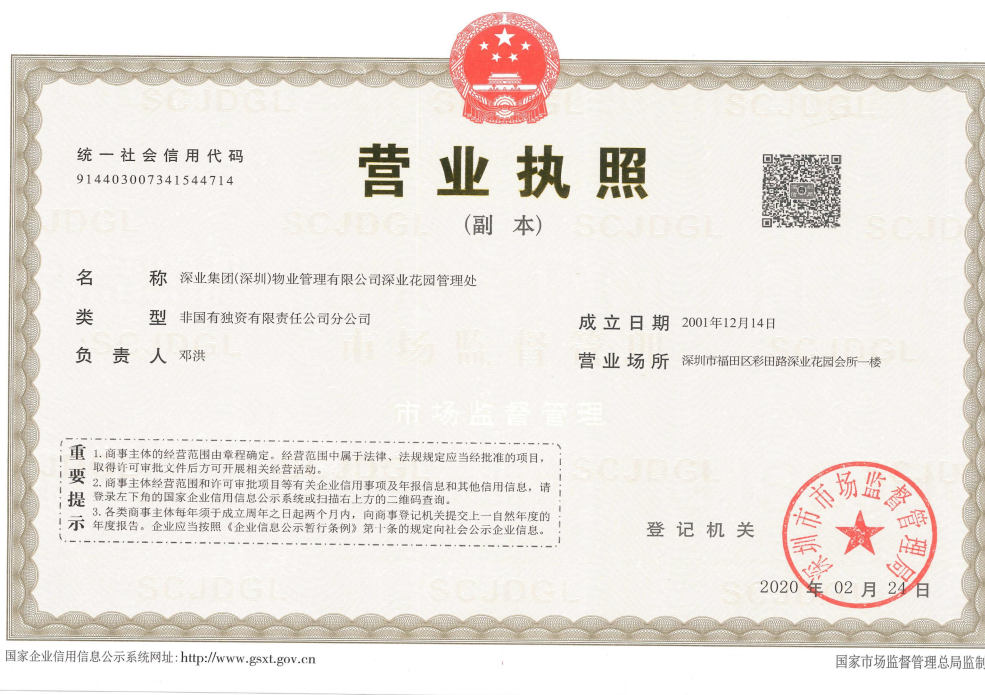 统一社会信用代码
914403007341544714
营业执照
(副 本)
名 称 深业集团(深圳)物业管理有限公司深业花园管理处
类 型 非国有独资有限责任公司分公司
负 责 人 邓洪
成立日期 2001年12月14日
营业场所 深圳市福田区彩田路深业花园会所一楼
市场监督管理
重要提示
1.商事主体的经营范围由章程确定。经营范围中属于法律、法规规定应当经批准的项目，
取得许可审批文件后方可开展相关经营活动。
2.商事主体经营范围和许可审批项目等有关企业信用事项及年报信息和其他信用信息，请
登录左下角的国家企业信用信息公示系统或扫描右上方的二维码查询。
3.各类商事主体每年须于成立周年之日起两个月内，向商事登记机关提交上一自然年度的
年度报告。企业应当按照《企业信息公示暂行条例》第十条的规定向社会公示企业信息。
登记机关
深圳市市场监督管理局
2020 年 02 月 24 日
国家企业信用信息公示系统网址:http://www.gsxt.gov.cn
国家市场监督管理总局监制
SCJDGL